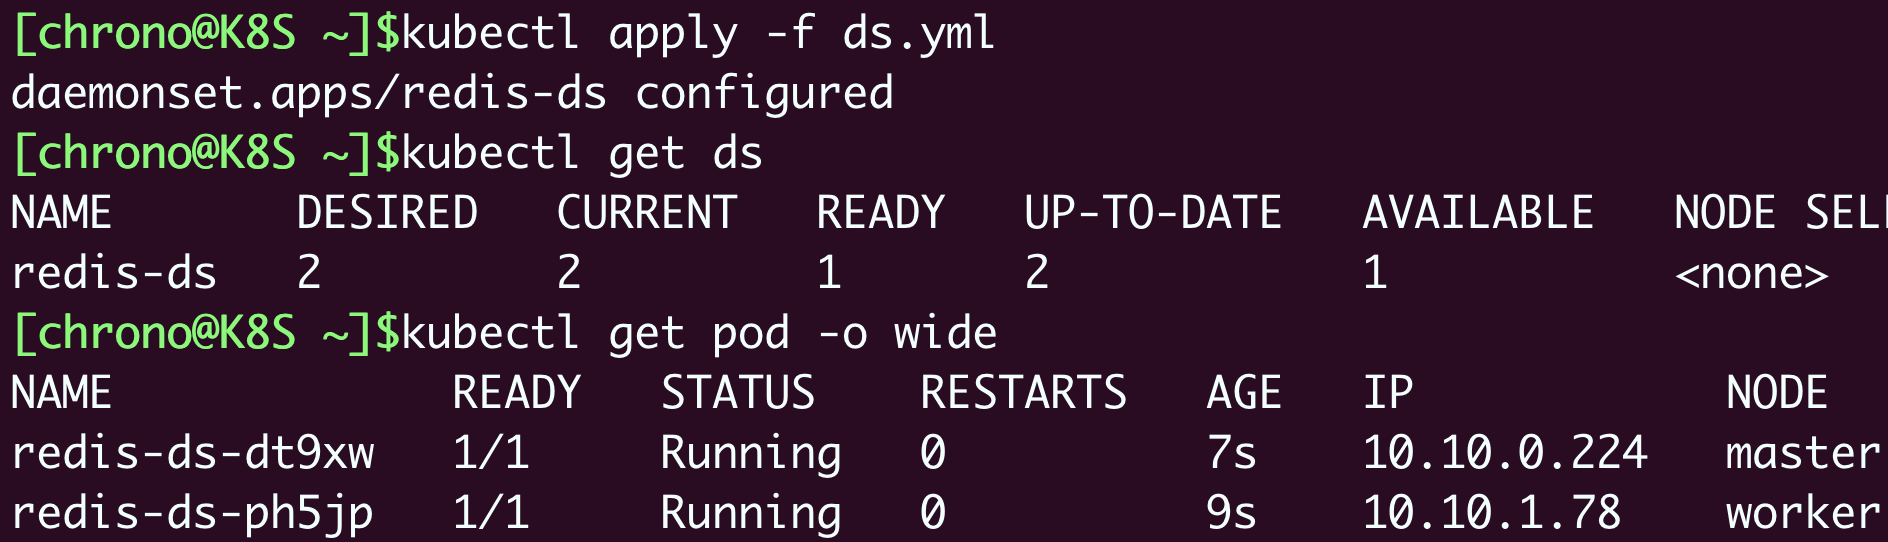 [chrono@K8S ~]$kubectl apply -f ds.yml
daemonset.apps/redis-ds configured
[chrono@K8S ~]$kubectl get ds
NAME       DESIRED   CURRENT   READY   UP-TO-DATE   AVAILABLE   NODE SEL
redis-ds   2         2         1       2            1           <none>
[chrono@K8S ~]$kubectl get pod -o wide
NAME             READY   STATUS    RESTARTS   AGE   IP            NODE
redis-ds-dt9xw   1/1     Running   0          7s    10.10.0.224   master
redis-ds-ph5jp   1/1     Running   0          9s    10.10.1.78    worker